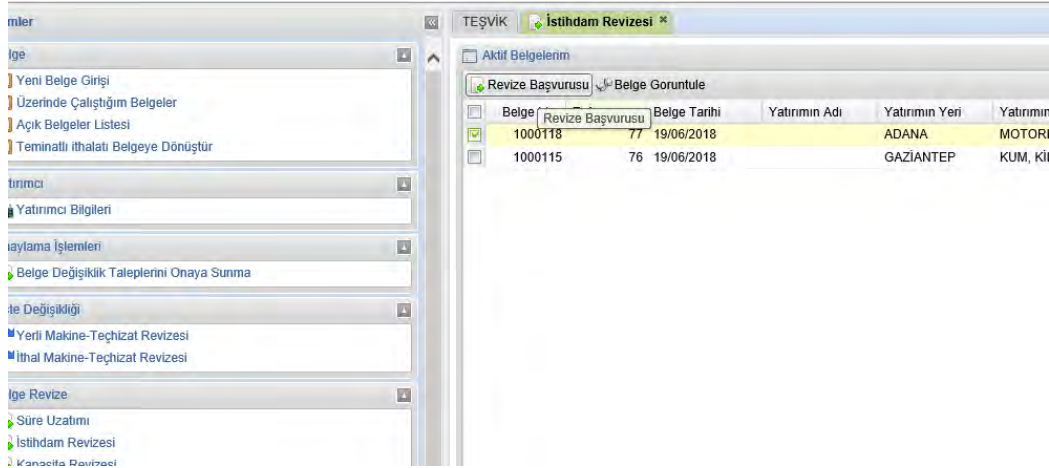 mler
lge
Yeni Belge Girişi
Üzerinde Çalıştığım Belgeler
Açık Belgeler Listesi
Teminatlı ithalatı Belgeye Dönüştür
tırımcı
Yatırımcı Bilgileri
aylama İşlemleri
Belge Değişiklik Taleplerini Onaya Sunma
te Değişikliği
Yerli Makine-Teçhizat Revizesi
İthal Makine-Teçhizat Revizesi
lge Revize
Süre Uzatımı
İstihdam Revizesi
Kapasite Revizesi
TEŞVİK İstihdam Revizesi
Aktif Belgelerim
Revize Başvurusu Belge Goruntule
Belge Belge Tarihi Yatırımın Adı Yatırımın Yeri Yatırımın
Revize Başvurusu
1000118 77 19/06/2018 ADANA MOTORL
1000115 76 19/06/2018 GAZİANTEP KUM, KİL